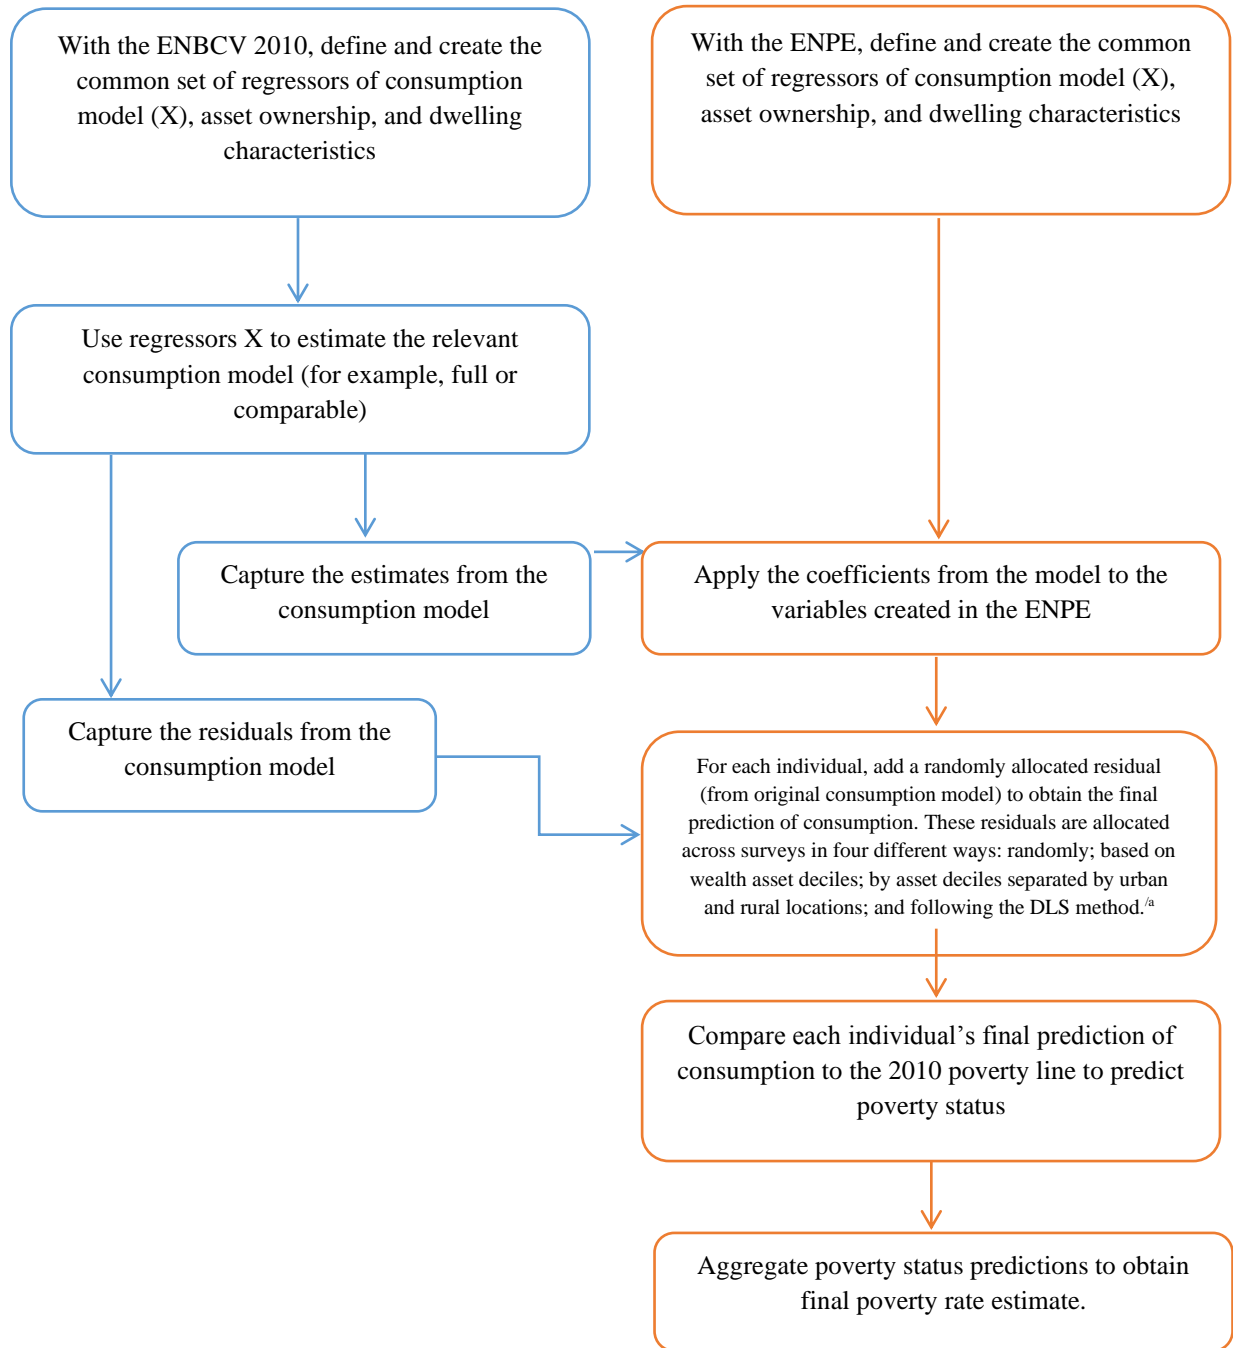 With the ENBCV 2010, define and create the
common set of regressors of consumption
model (X), asset ownership, and dwelling
characteristics
With the ENPE, define and create the common
set of regressors of consumption model (X),
asset ownership, and dwelling characteristics
Use regressors X to estimate the relevant
consumption model (for example, full or
comparable)
Capture the estimates from the
consumption model
Apply the coefficients from the model to the
variables created in the ENPE
Capture the residuals from the
consumption model
For each individual, add a randomly allocated residual
(from original consumption model) to obtain the final
prediction of consumption. These residuals are allocated
across surveys in four different ways: randomly; based on
wealth asset deciles; by asset deciles separated by urban
and rural locations; and following the DLS method./a
Compare each individual’s final prediction of
consumption to the 2010 poverty line to predict
poverty status
Aggregate poverty status predictions to obtain
final poverty rate estimate.